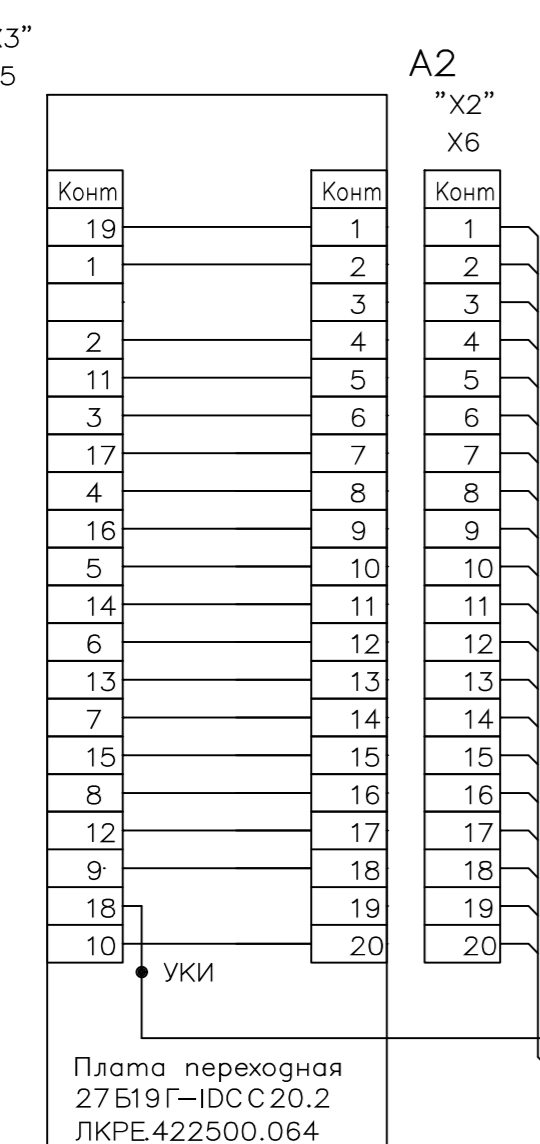 X3"
5
A2
"X2"
X6
Конт Конт Конт
19 1 1
1 2 2
3 3
2 4 4
11 5 5
3 6 6
17 7 7
4 8 8
16 9 9
5 10 10
14 11 11
6 12 12
13 13 13
7 14 14
15 15 15
8 16 16
12 17 17
9 18 18
18 19 19
10 20 20
УКИ
Плата переходная
27Б19Г-IDCC20.2
ЛКРЕ.422500.064